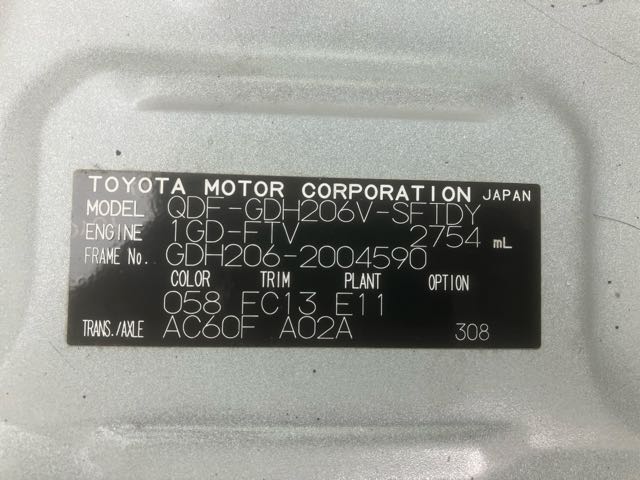 TOYOTA MOTOR CORPORATION JAPAN
MODEL QDF-GDH206V-SFTDY
ENGINE 1GD-FTV 2754 mL
FRAME No. GDH206-2004590
COLOR TRIM PLANT OPTION
058 FC13 E11
TRANS./AXLE AC60F A02A 308